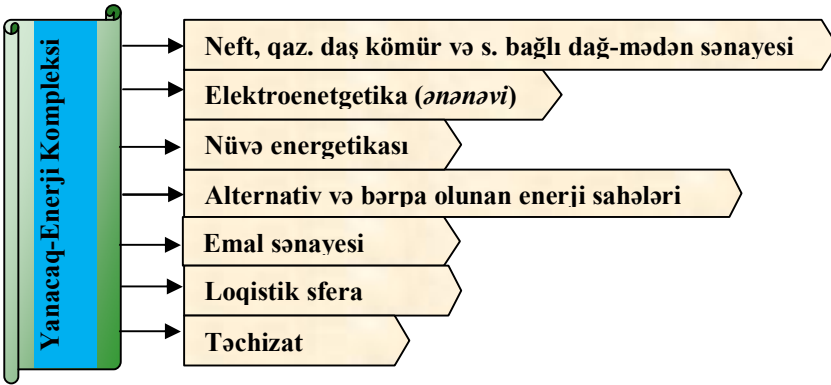 Yanacaq-Enerji Kompleksi
Neft, qaz. daş kömür və s. bağlı dağ-mədən sənayesi
Elektroenetgetika (ənənəvi)
Nüvə energetikası
Alternativ və bərpa olunan enerji sahələri
Emal sənayesi
Loqistik sfera
Təchizat